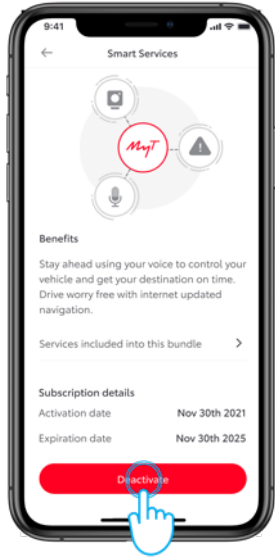 9:41
Smart Services
MyT
Benefits
Stay ahead using your voice to control your
vehicle and get your destination on time.
Drive worry free with internet updated
navigation.
Services included into this bundle
Subscription details
Activation date Nov 30th 2021
Expiration date Nov 30th 2025
Deactivate